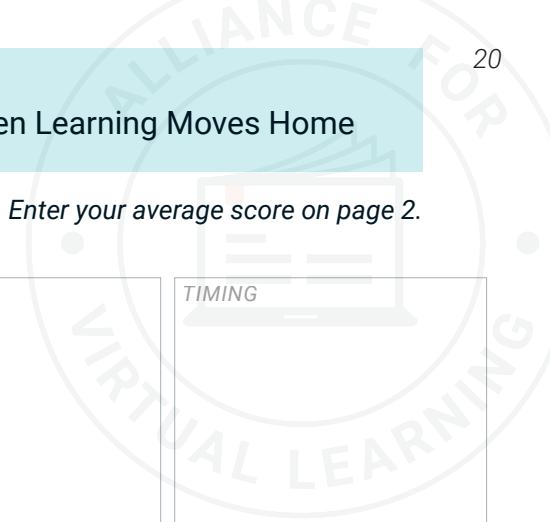 20
en Learning Moves Home
Enter your average score on page 2.
TIMING
ALLIANCE FOR
VIRTUAL LEARNING